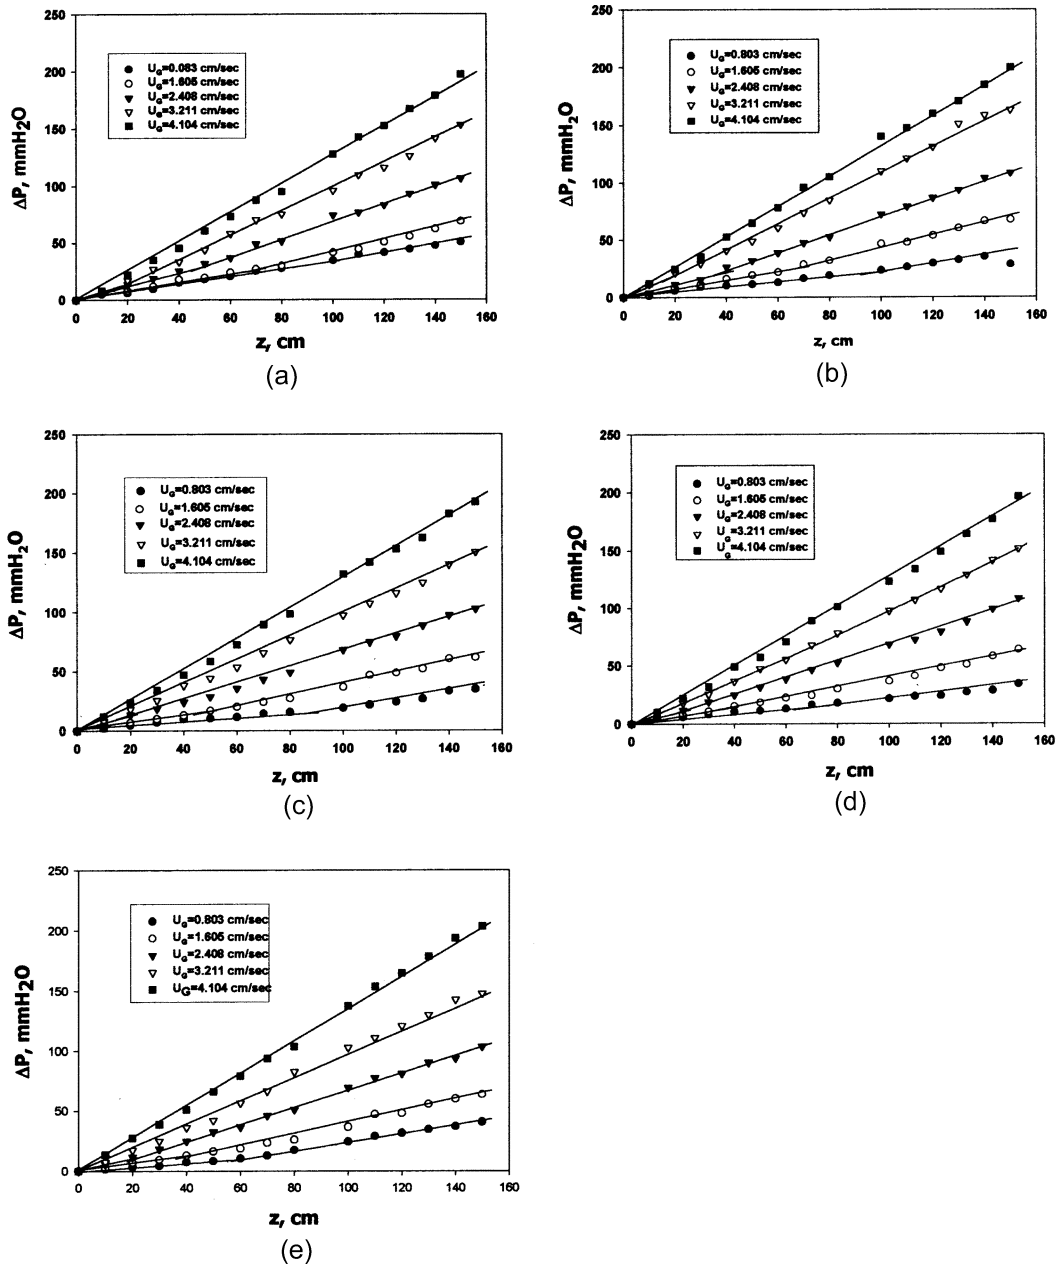 250
200
150
100
50
0
ΔP, mmH2O
UG=0.083 cm/sec
UG=1.605 cm/sec
UG=2.408 cm/sec
UG=3.211 cm/sec
UG=4.104 cm/sec
0 20 40 60 80 100 120 140 160
z, cm
(a)
250
200
150
100
50
0
ΔP, mmH2O
UG=0.803 cm/sec
UG=1.605 cm/sec
UG=2.408 cm/sec
UG=3.211 cm/sec
UG=4.104 cm/sec
0 20 40 60 80 100 120 140 160
z, cm
(b)
250
200
150
100
50
0
ΔP, mmH2O
UG=0.803 cm/sec
UG=1.605 cm/sec
UG=2.408 cm/sec
UG=3.211 cm/sec
UG=4.104 cm/sec
0 20 40 60 80 100 120 140 160
z, cm
(c)
250
200
150
100
50
0
ΔP, mmH2O
UG=0.803 cm/sec
UG=1.605 cm/sec
UG=2.408 cm/sec
UG=3.211 cm/sec
UG=4.104 cm/sec
0 20 40 60 80 100 120 140 160
z, cm
(d)
250
200
150
100
50
0
ΔP, mmH2O
UG=0.803 cm/sec
UG=1.605 cm/sec
UG=2.408 cm/sec
UG=3.211 cm/sec
UG=4.104 cm/sec
0 20 40 60 80 100 120 140 160
z, cm
(e)